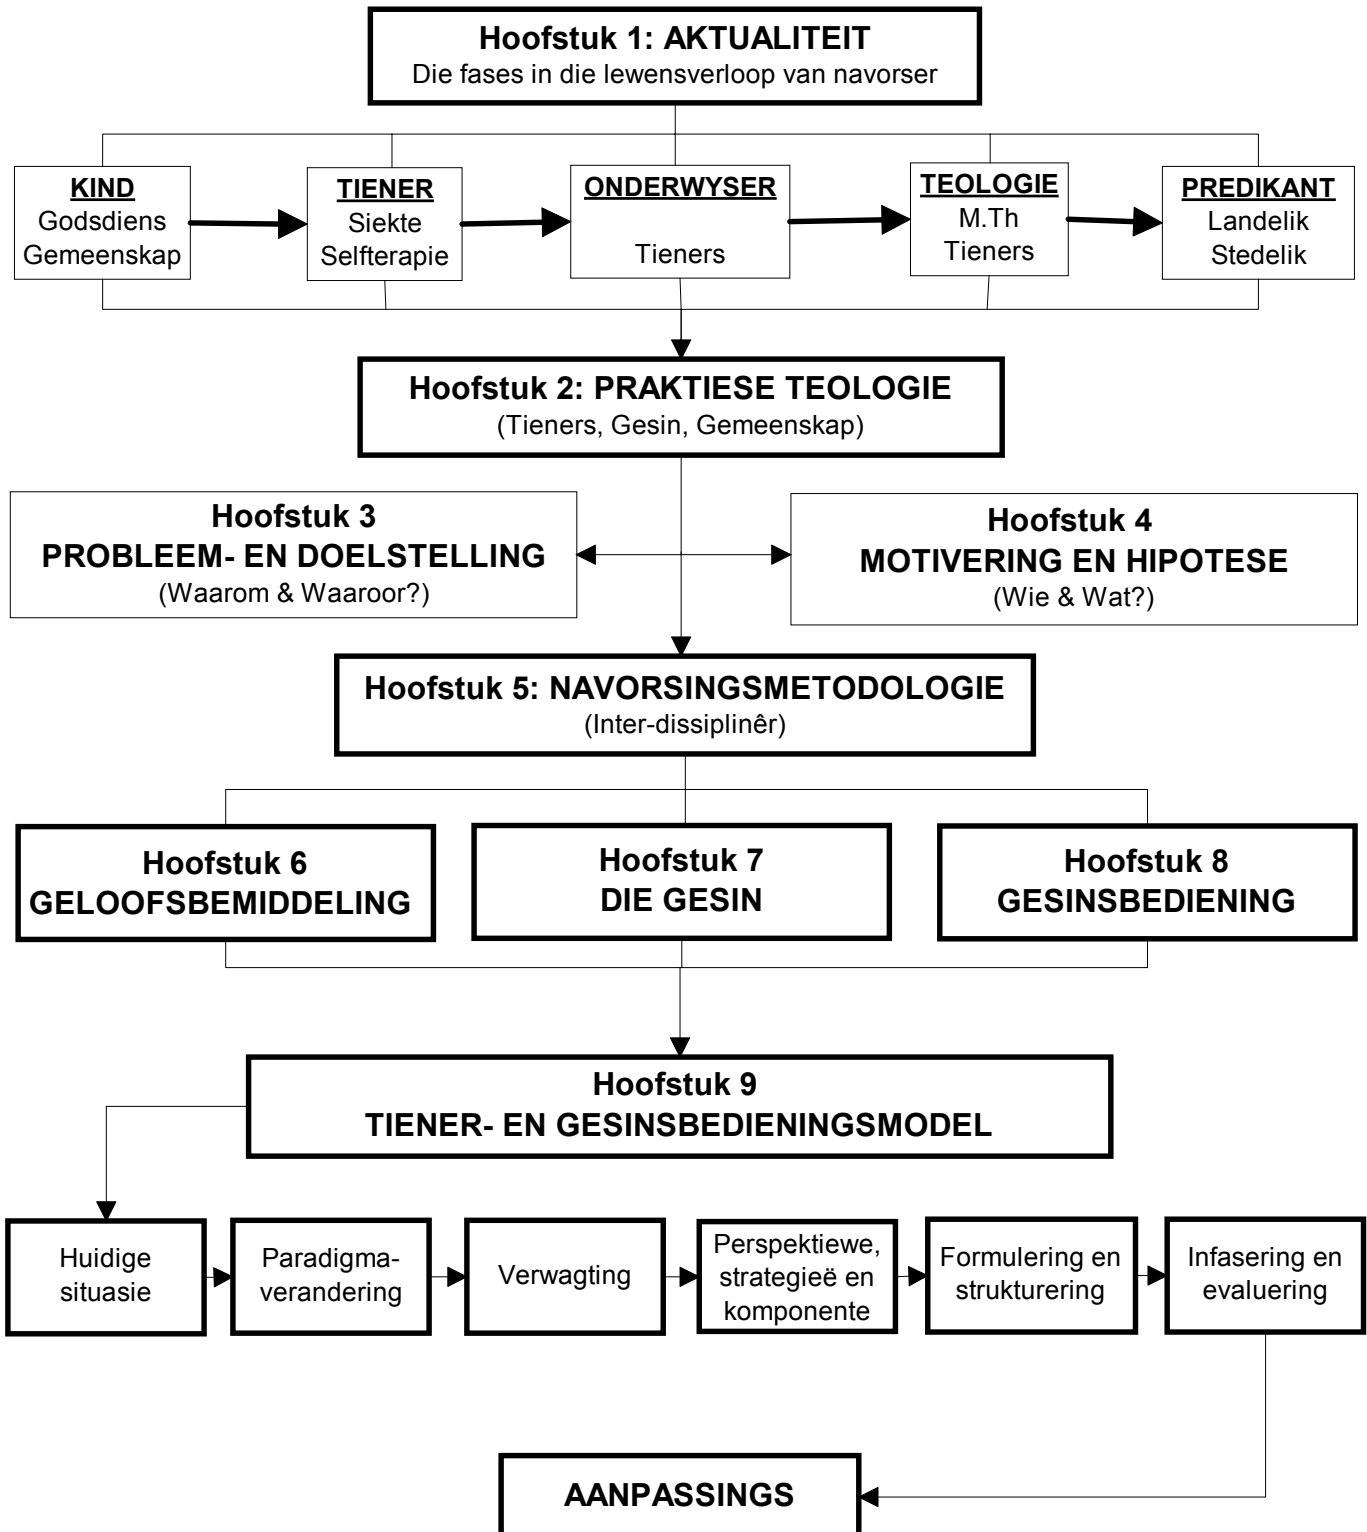 Hoofstuk 1: AKTUALITEIT
Die fases in die lewensverloop van navorser
KIND
Godsdiens
Gemeenskap
TIENER
Siekte
Selfterapie
ONDERWYSER
Tieners
TEOLOGIE
M.Th
Tieners
PREDIKANT
Landelik
Stedelik
Hoofstuk 2: PRAKTIESE TEOLOGIE
(Tieners, Gesin, Gemeenskap)
Hoofstuk 3
PROBLEEM- EN DOELSTELLING
(Waarom & Waaroor?)
Hoofstuk 4
MOTIVERING EN HIPOTESE
(Wie & Wat?)
Hoofstuk 5: NAVORSINGSMETODOLOGIE
(Inter-dissiplinêr)
Hoofstuk 6
GELOOFSBEMIDDELING
Hoofstuk 7
DIE GESIN
Hoofstuk 8
GESINSBEDIENING
Hoofstuk 9
TIENER- EN GESINSBEDIENINGSMODEL
Huidige
situasie
Paradigma-
verandering
Verwagting
Perspektiewe,
strategieë en
komponente
Formulering en
strukturering
Infasering en
evaluering
AANPASSINGS